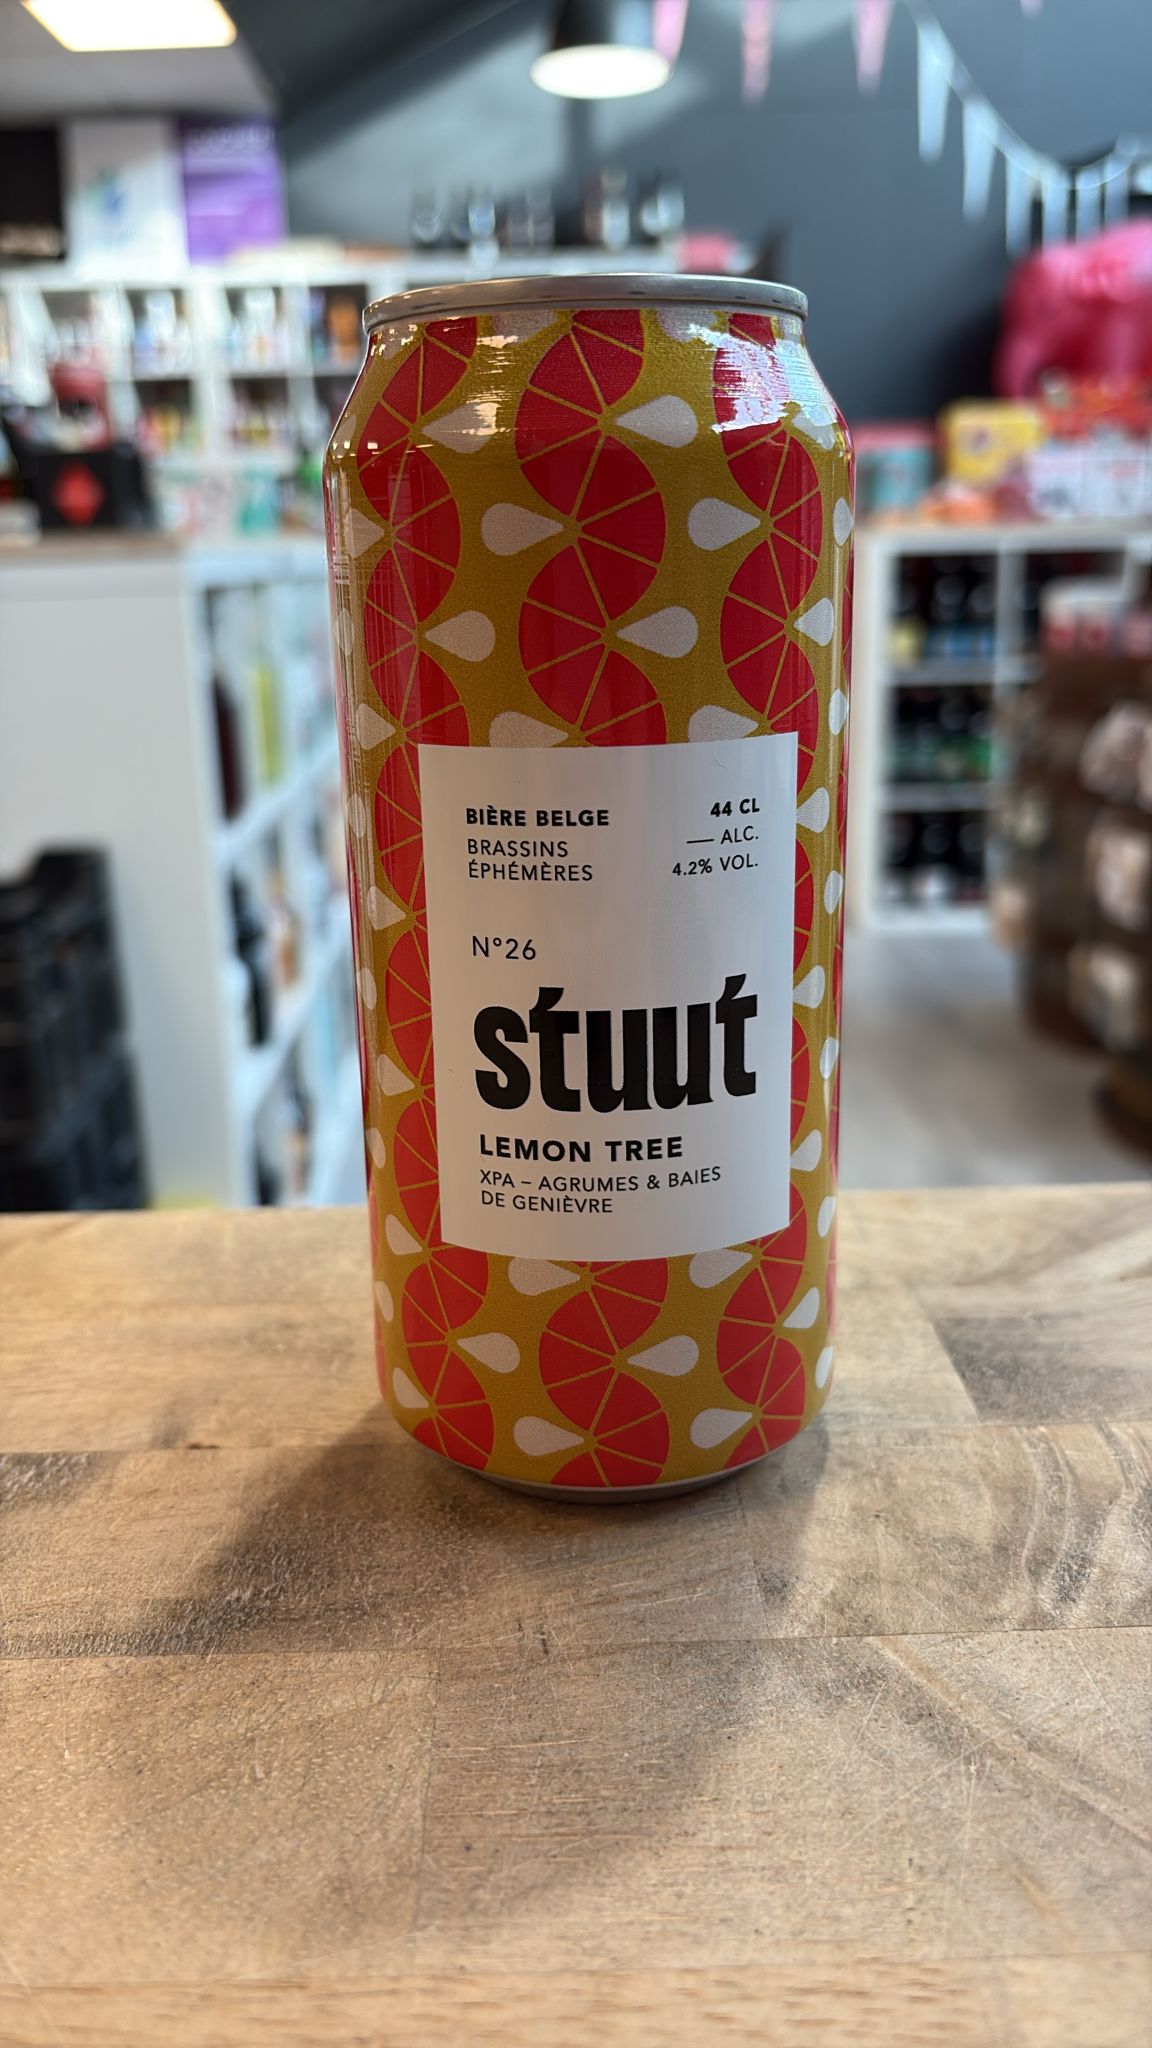 BIÈRE BELGE
BRASSINS
ÉPHÉMÈRES
44 CL
— ALC.
4.2% VOL.
N°26
stuut
LEMON TREE
XPA – AGRUMES & BAIES
DE GENIÈVRE